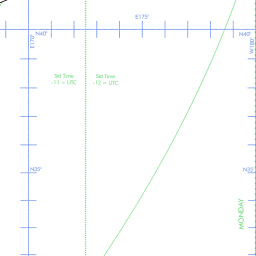 E175°
N40°
N40°
E170°
W180°
Std Time
-11 = UTC
Std Time
-12 = UTC
N35°
N35°
MONDAY